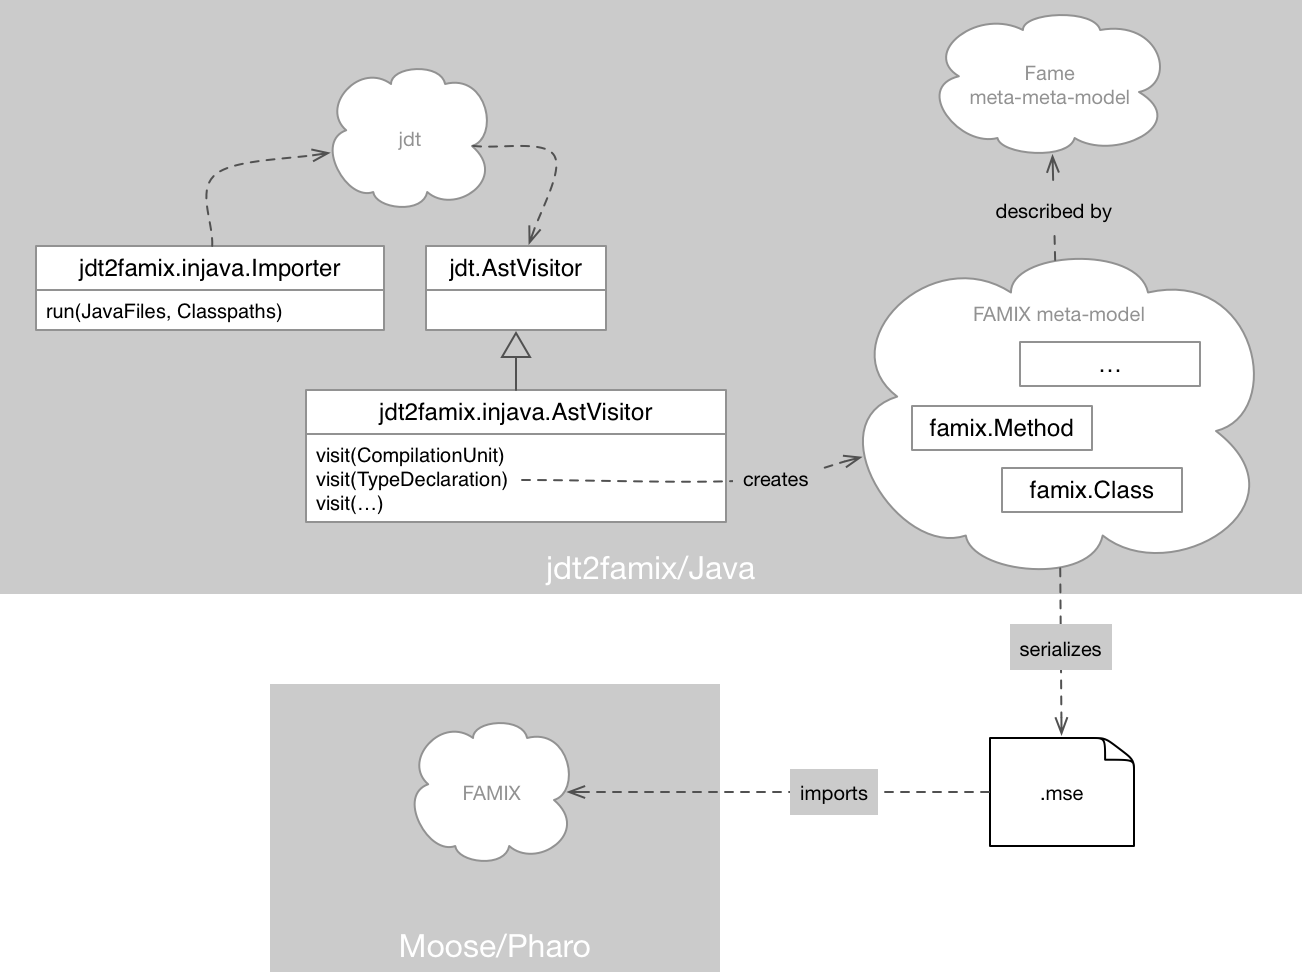 Fame
meta-meta-model
jdt
described by
jdt2famix.injava.Importer
run(JavaFiles, Classpaths)
jdt.AstVisitor
FAMIX meta-model
...
famix.Method
famix.Class
jdt2famix.injava.AstVisitor
visit(CompilationUnit)
visit(TypeDeclaration)
visit(...)
creates
jdt2famix/Java
serializes
.mse
imports
FAMIX
Moose/Pharo